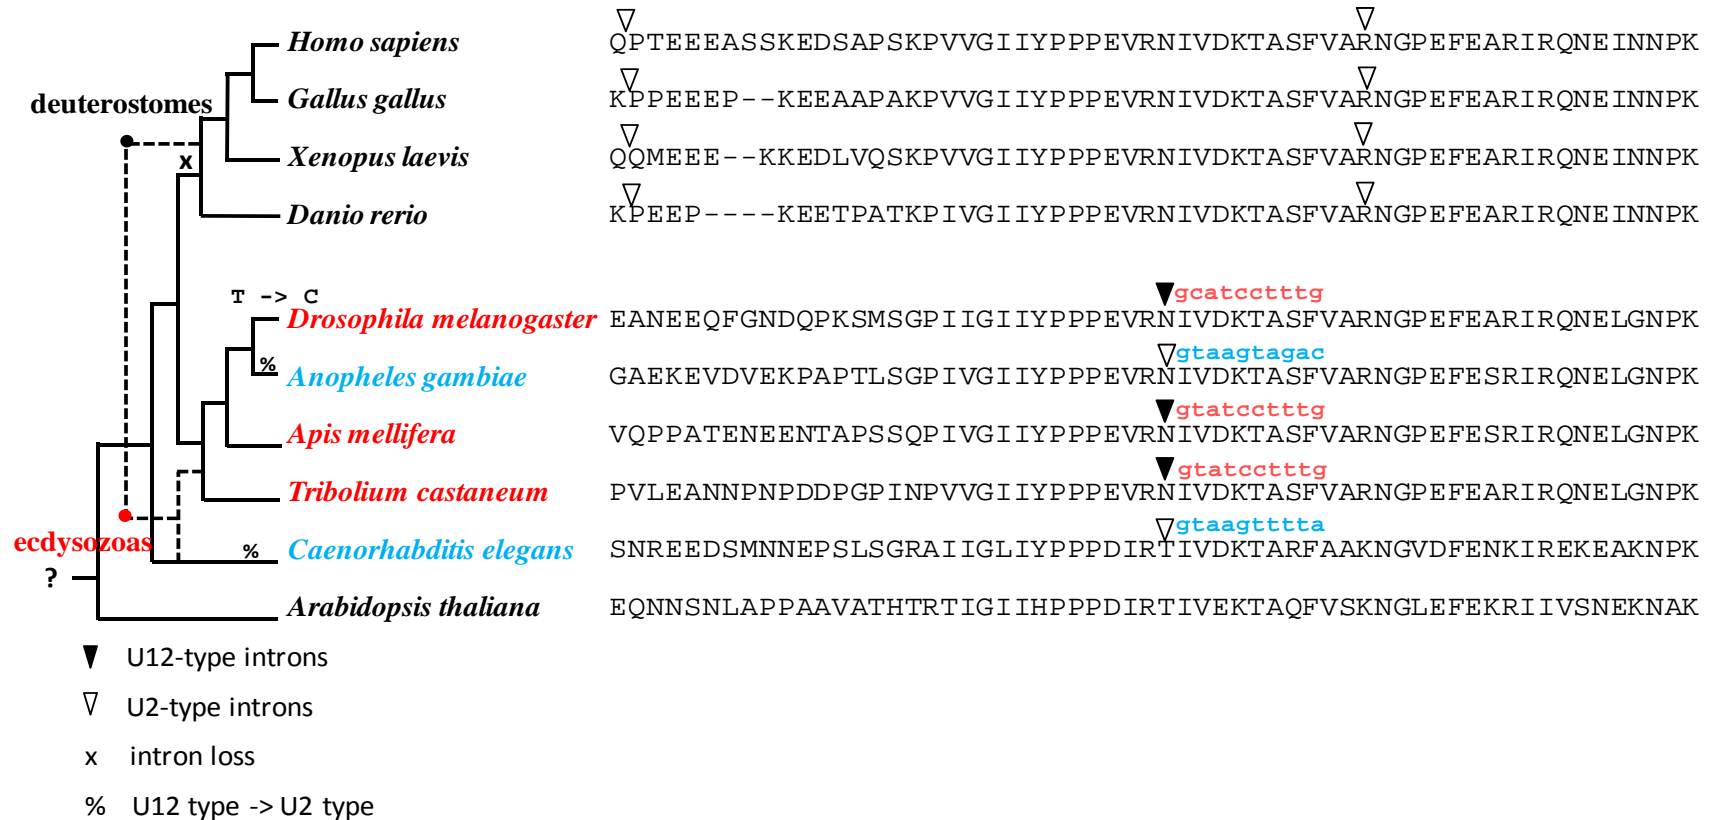 Homo sapiens QPTEEEASSKEDSAPSKPVVGIIYPPPEVRNIVDKTASFVARNGPEFEARIRQNEINNPK
deuterostomes
Gallus gallus KPPEEEP--KEEAAPAKPVVGIIYPPPEVRNIVDKTASFVARNGPEFEARIRQNEINNPK
x
Xenopus laevis QQMEEE--KKEDLVQSKPVVGIIYPPPEVRNIVDKTASFVARNGPEFEARIRQNEINNPK
Danio rerio KPEEP----KEETPATKPIVGIIYPPPEVRNIVDKTASFVARNGPEFEARIRQNEINNPK
T -> C gcatcctttg
Drosophila melanogaster EANEEQFGNDQPKSMSGPIIGIIYPPPEVRNIVDKTASFVARNGPEFEARIRQNELGNPK
% gtaagtagac
Anopheles gambiae GAEKEVDVEKPAPTLSGPIVGIIYPPPEVRNIVDKTASFVARNGPEFESRIRQNELGNPK
gtatcctttg
Apis mellifera VQPPATENEENTAPSSQPIVGIIYPPPEVRNIVDKTASFVARNGPEFESRIRQNELGNPK
gtatcctttg
Tribolium castaneum PVLEANNPNPDDPGPINPVVGIIYPPPEVRNIVDKTASFVARNGPEFEARIRQNELGNPK
gtaagtttta
ecdysozoas % Caenorhabditis elegans SNREEDSMNNEPSLSGRAIIGLIYPPPDIRTIVDKTARFAAKNGVDFENKIREKEAKNPK
?
Arabidopsis thaliana EQNNSNLAPPAAVATHTRTIGIIHPPPDIRTIVEKTAQFVSKNGLEFEKRIIVSNEKNAK
U12-type introns
U2-type introns
x intron loss
% U12 type -> U2 type